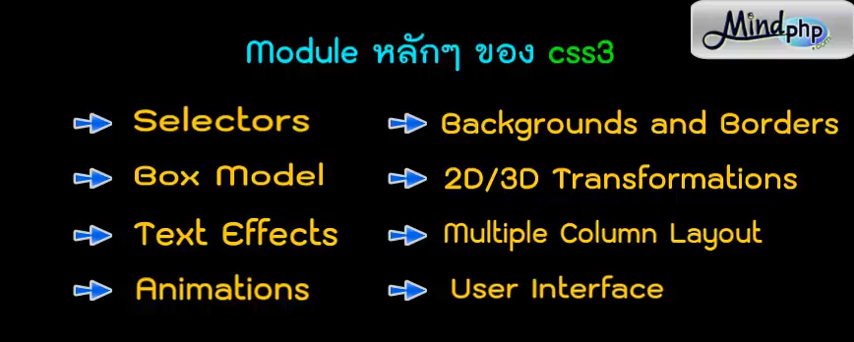 Mindphp.com
Module หลักๆ ของ css3
Selectors
Backgrounds and Borders
Box Model
2D/3D Transformations
Text Effects
Multiple Column Layout
Animations
User Interface